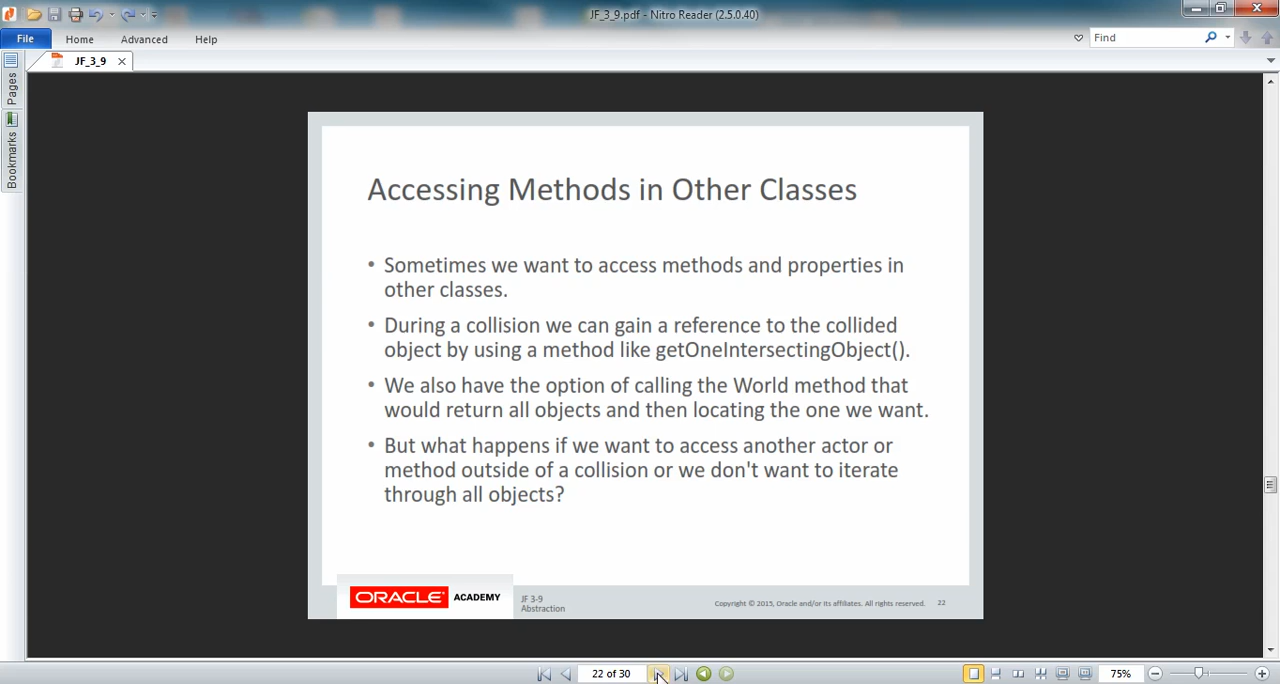 JF_3_9.pdf - Nitro Reader (2.5.0.40)
File Home Advanced Help
Find
JF_3_9
Pages
Bookmarks
Accessing Methods in Other Classes
• Sometimes we want to access methods and properties in
other classes.
• During a collision we can gain a reference to the collided
object by using a method like getOneIntersectingObject().
• We also have the option of calling the World method that
would return all objects and then locating the one we want.
• But what happens if we want to access another actor or
method outside of a collision or we don't want to iterate
through all objects?
ORACLE ACADEMY
JF 3-9
Abstraction
Copyright © 2015, Oracle and/or its affiliates. All rights reserved. 22
22 of 30
75%